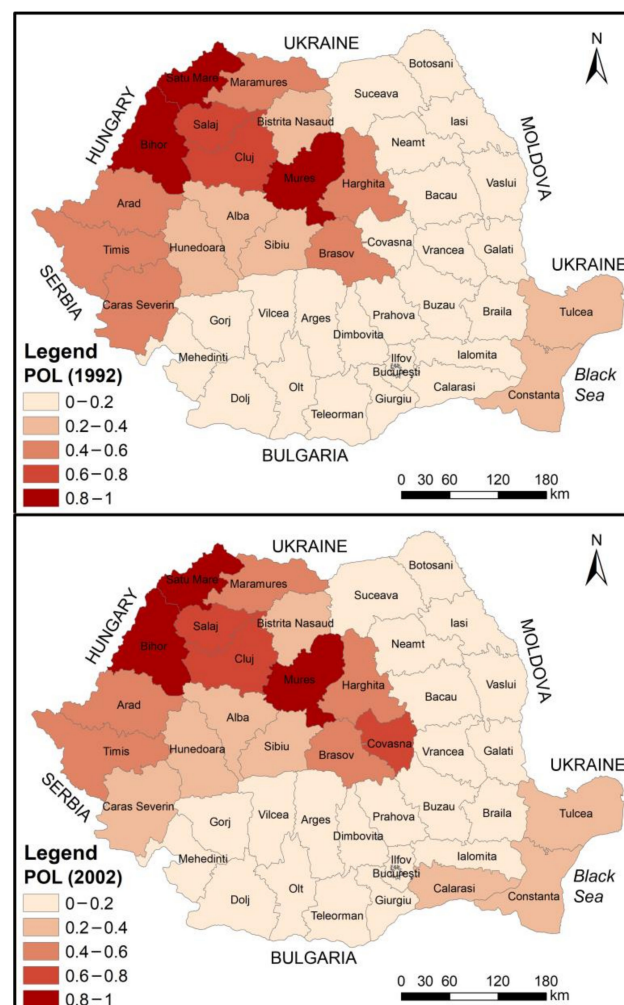 UKRAINE
N
Botosani
Satu Mare
Maramures
Suceava
Iasi
HUNGARY
Salaj
Bistrita Nasaud
Neamt
MOLDOVA
Bihor
Cluj
Mures
Harghita
Vaslui
Bacau
Arad
Alba
Covasna
Timis
Hunedoara
Sibiu
Brasov
Vrancea
Galati
UKRAINE
SERBIA
Caras Severin
Buzau
Braila
Tulcea
Gorj
Vilcea
Arges
Prahova
Dimbovita
Legend
Mehedinti
Ilfov
Ialomita
POL (1992)
Bucureşti
Black
Sea
0–0.2
Olt
Calarasi
Constanta
0.2–0.4
Dolj
Giurgiu
Teleorman
0.4–0.6
0.6–0.8
BULGARIA
0 30 60 120 180
0.8–1
km
UKRAINE
N
Botosani
Satu Mare
Maramures
Suceava
Iasi
HUNGARY
Salaj
Bistrita Nasaud
Neamt
MOLDOVA
Bihor
Cluj
Mures
Harghita
Vaslui
Bacau
Arad
Alba
Timis
Hunedoara
Sibiu
Brasov
Covasna
Vrancea
Galati
UKRAINE
SERBIA
Caras Severin
Buzau
Braila
Tulcea
Gorj
Vilcea
Arges
Prahova
Dimbovita
Legend
Mehedinti
Ilfov
Ialomita
POL (2002)
Bucureşti
Black
Sea
0–0.2
Olt
Calarasi
Constanta
0.2–0.4
Dolj
Giurgiu
Teleorman
0.4–0.6
0.6–0.8
BULGARIA
0 30 60 120 180
0.8–1
km